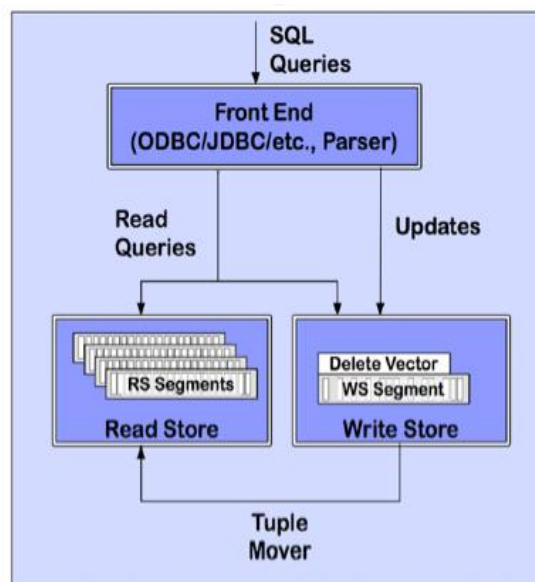 SQL
Queries
Front End
(ODBC/JDBC/etc., Parser)
Read
Queries
Updates
RS Segments
Read Store
Delete Vector
WS Segment
Write Store
Tuple
Mover